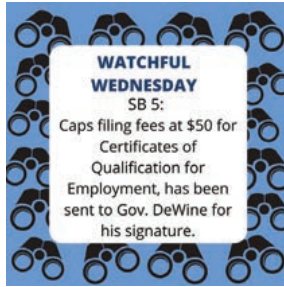 WATCHFUL
WEDNESDAY
SB 5:
Caps filing fees at $50 for
Certificates of
Qualification for
Employment, has been
sent to Gov. DeWine for
his signature.